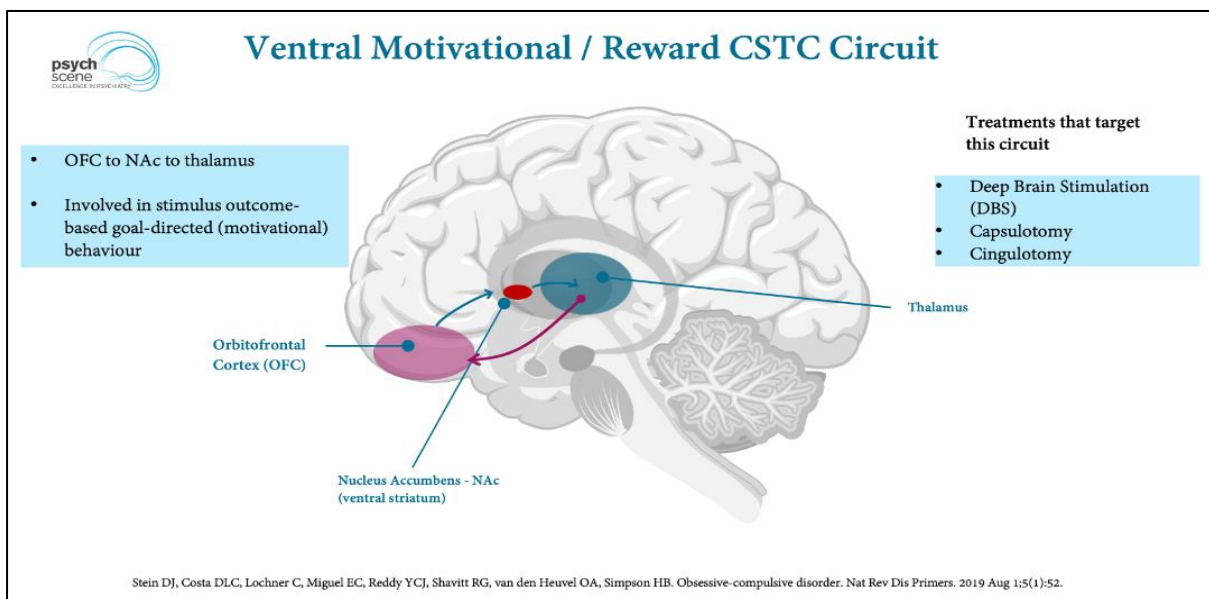 Ventral Motivational / Reward CSTC Circuit
psych
scene
EXCELLENCE IN PSYCHIATRY
• OFC to NAc to thalamus
• Involved in stimulus outcome-
based goal-directed (motivational)
behaviour
Treatments that target
this circuit
• Deep Brain Stimulation
(DBS)
• Capsulotomy
• Cingulotomy
Thalamus
Orbitofrontal
Cortex (OFC)
Nucleus Accumbens - NAc
(ventral striatum)
Stein DJ, Costa DLC, Lochner C, Miguel EC, Reddy YCJ, Shavitt RG, van den Heuvel OA, Simpson HB. Obsessive-compulsive disorder. Nat Rev Dis Primers. 2019 Aug 1;5(1):52.